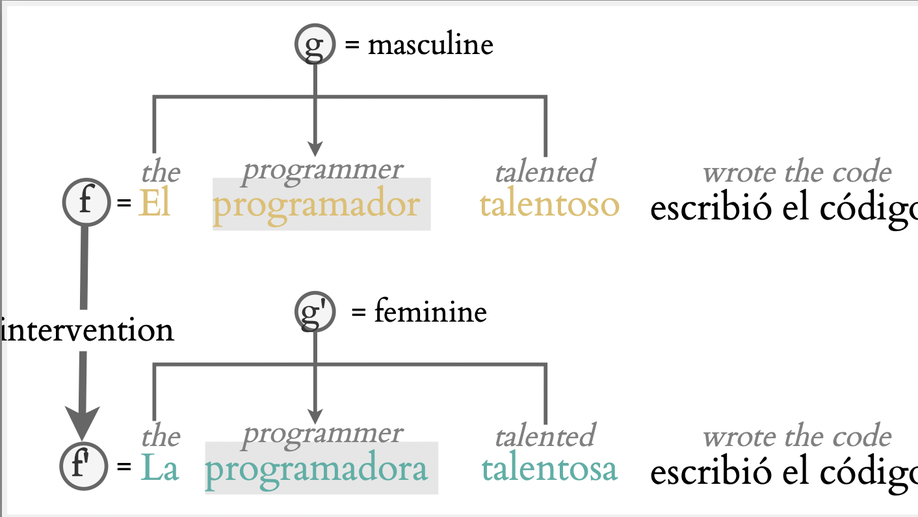 g = masculine
the programmer talented wrote the code
f = El programador talentoso escribió el código
g' = feminine
intervention
the programmer talented wrote the code
f' = La programadora talentosa escribió el código